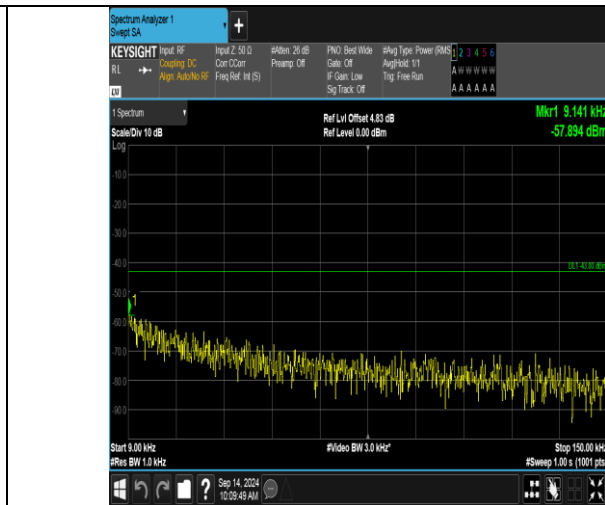 Spectrum Analyzer 1
Swept SA
+
KEYSIGHT Input: RF Input Z: 50 Ω #Atten: 26 dB PNO: Best Wide #Avg Type: Power (RMS 1 2 3 4 5 6
RL Coupling: DC Corr CCorr Preamp: Off Gate: Off Avg|Hold: 1/1 A W W W W W
Align: Auto/No RF Freq Ref: Int (S) IF Gain: Low Trig: Free Run
Sig Track: Off A A A A A A
LXI
1 Spectrum Ref Lvl Offset 4.83 dB Mkr1 9.141 kHz
Scale/Div 10 dB Ref Level 0.00 dBm -57.894 dBm
Log
-10.0
-20.0
-30.0
-40.0
DL1 -43.00 dBm
-50.0
1
-60.0
-70.0
-80.0
-90.0
Start 9.00 kHz #Video BW 3.0 kHz* Stop 150.00 kHz
#Res BW 1.0 kHz #Sweep 1.00 s (1001 pts
? Sep 14, 2024
10:09:49 AM